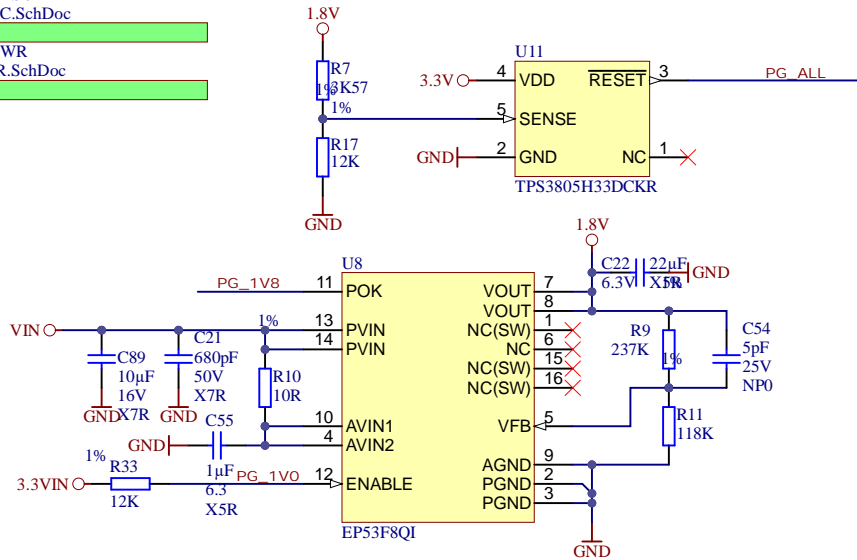 C.SchDoc
WR
R.SchDoc
1.8V
R7
3K57
1%
1%
R17
12K
GND
U11
3.3V
4
VDD
RESET
3
PG_ALL
5
SENSE
GND
2
GND
NC
1
TPS3805H33DCKR
1.8V
U8
C22
22µF
GND
6.3V
X5R
PG_1V8
11
POK
VOUT
7
VOUT
8
VIN
1%
13
PVIN
NC(SW)
1
14
PVIN
NC
6
NC(SW)
15
NC(SW)
16
C89
10µF
16V
X7R
GND
C21
680pF
50V
X7R
GND
R10
10R
R9
237K
1%
C54
5pF
25V
NP0
C55
10
AVIN1
VFB
5
R11
118K
GND
4
AVIN2
1µF
6.3
X5R
1%
R33
3.3VIN
12K
PG_1V0
12
ENABLE
AGND
9
PGND
2
PGND
3
EP53F8QI
GND